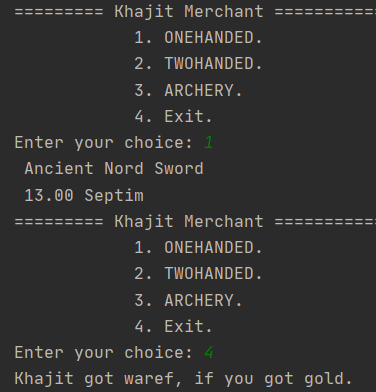 ========= Khajit Merchant ==========
1. ONEHANDED.
2. TWOHANDED.
3. ARCHERY.
4. Exit.
Enter your choice: 1
Ancient Nord Sword
13.00 Septim
========= Khajit Merchant ==========
1. ONEHANDED.
2. TWOHANDED.
3. ARCHERY.
4. Exit.
Enter your choice: 4
Khajit got waref, if you got gold.